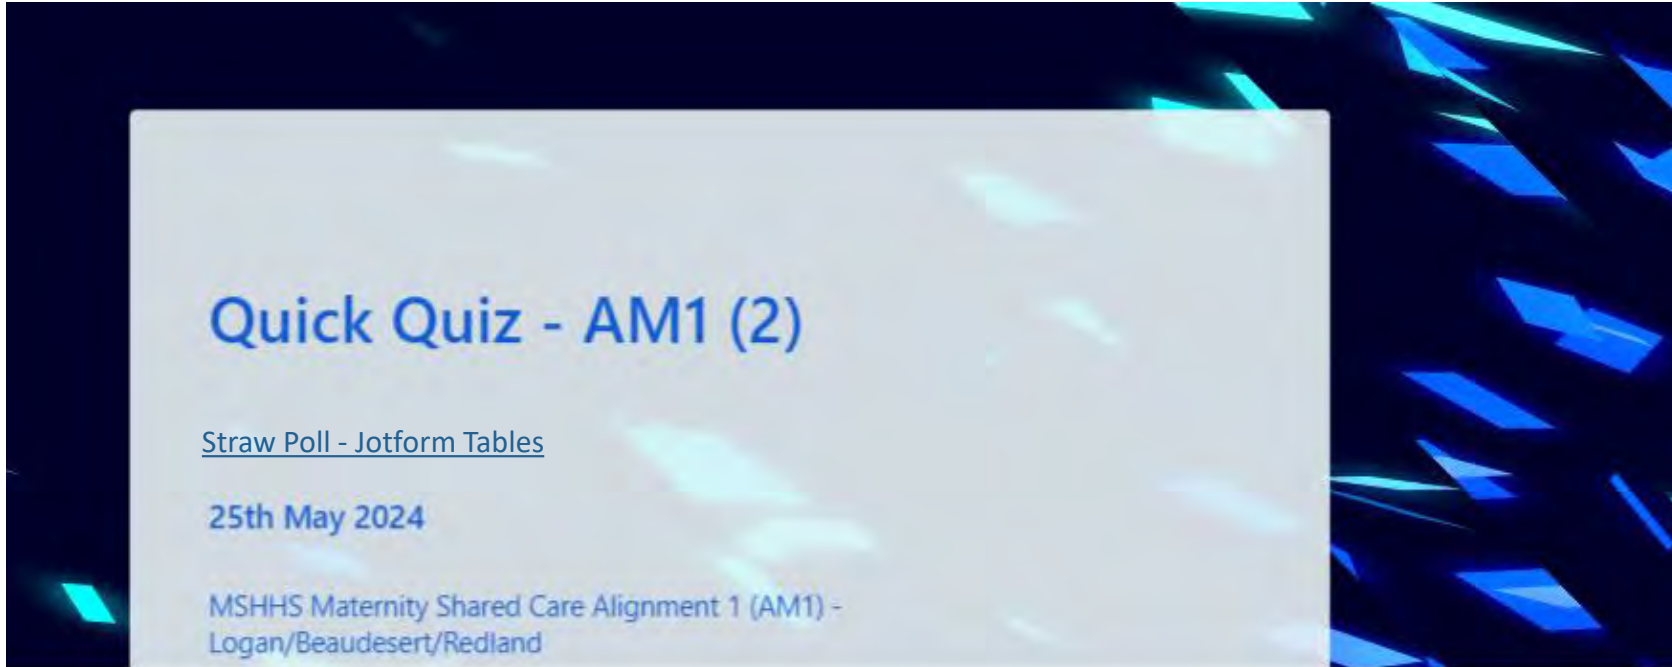 Quick Quiz - AM1 (2)
Straw Poll - Jotform Tables
25th May 2024
MSHHS Maternity Shared Care Alignment 1 (AM1) -
Logan/Beaudesert/Redland